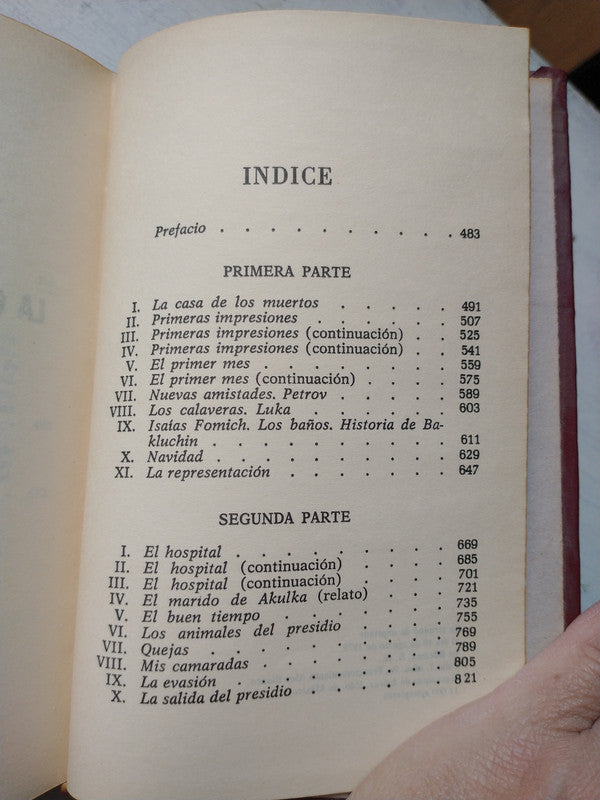 INDICE
Prefacio . . . . . . . . . . 483
PRIMERA PARTE
I. La casa de los muertos . . . . . 491
II. Primeras impresiones . . . . . . 507
III. Primeras impresiones (continuación) . . 525
IV. Primeras impresiones (continuación) . . 541
V. El primer mes . . . . . . . 559
VI. El primer mes (continuación) . . . . 575
VII. Nuevas amistades. Petrov . . . . . 589
VIII. Los calaveras. Luka . . . . . . 603
IX. Isaías Fomich. Los baños. Historia de Ba-
kluchin . . . . . . . . . 611
X. Navidad . . . . . . . . . 629
XI. La representación . . . . . . 647
SEGUNDA PARTE
I. El hospital . . . . . . . . 669
II. El hospital (continuación) . . . . 685
III. El hospital (continuación) . . . . 701
IV. El marido de Akulka (relato) . . . 721
V. El buen tiempo . . . . . . . 735
VI. Los animales del presidio . . . . 755
VII. Quejas . . . . . . . . . 769
VIII. Mis camaradas . . . . . . . 789
IX. La evasión . . . . . . . . 805
X. La salida del presidio . . . . . 821